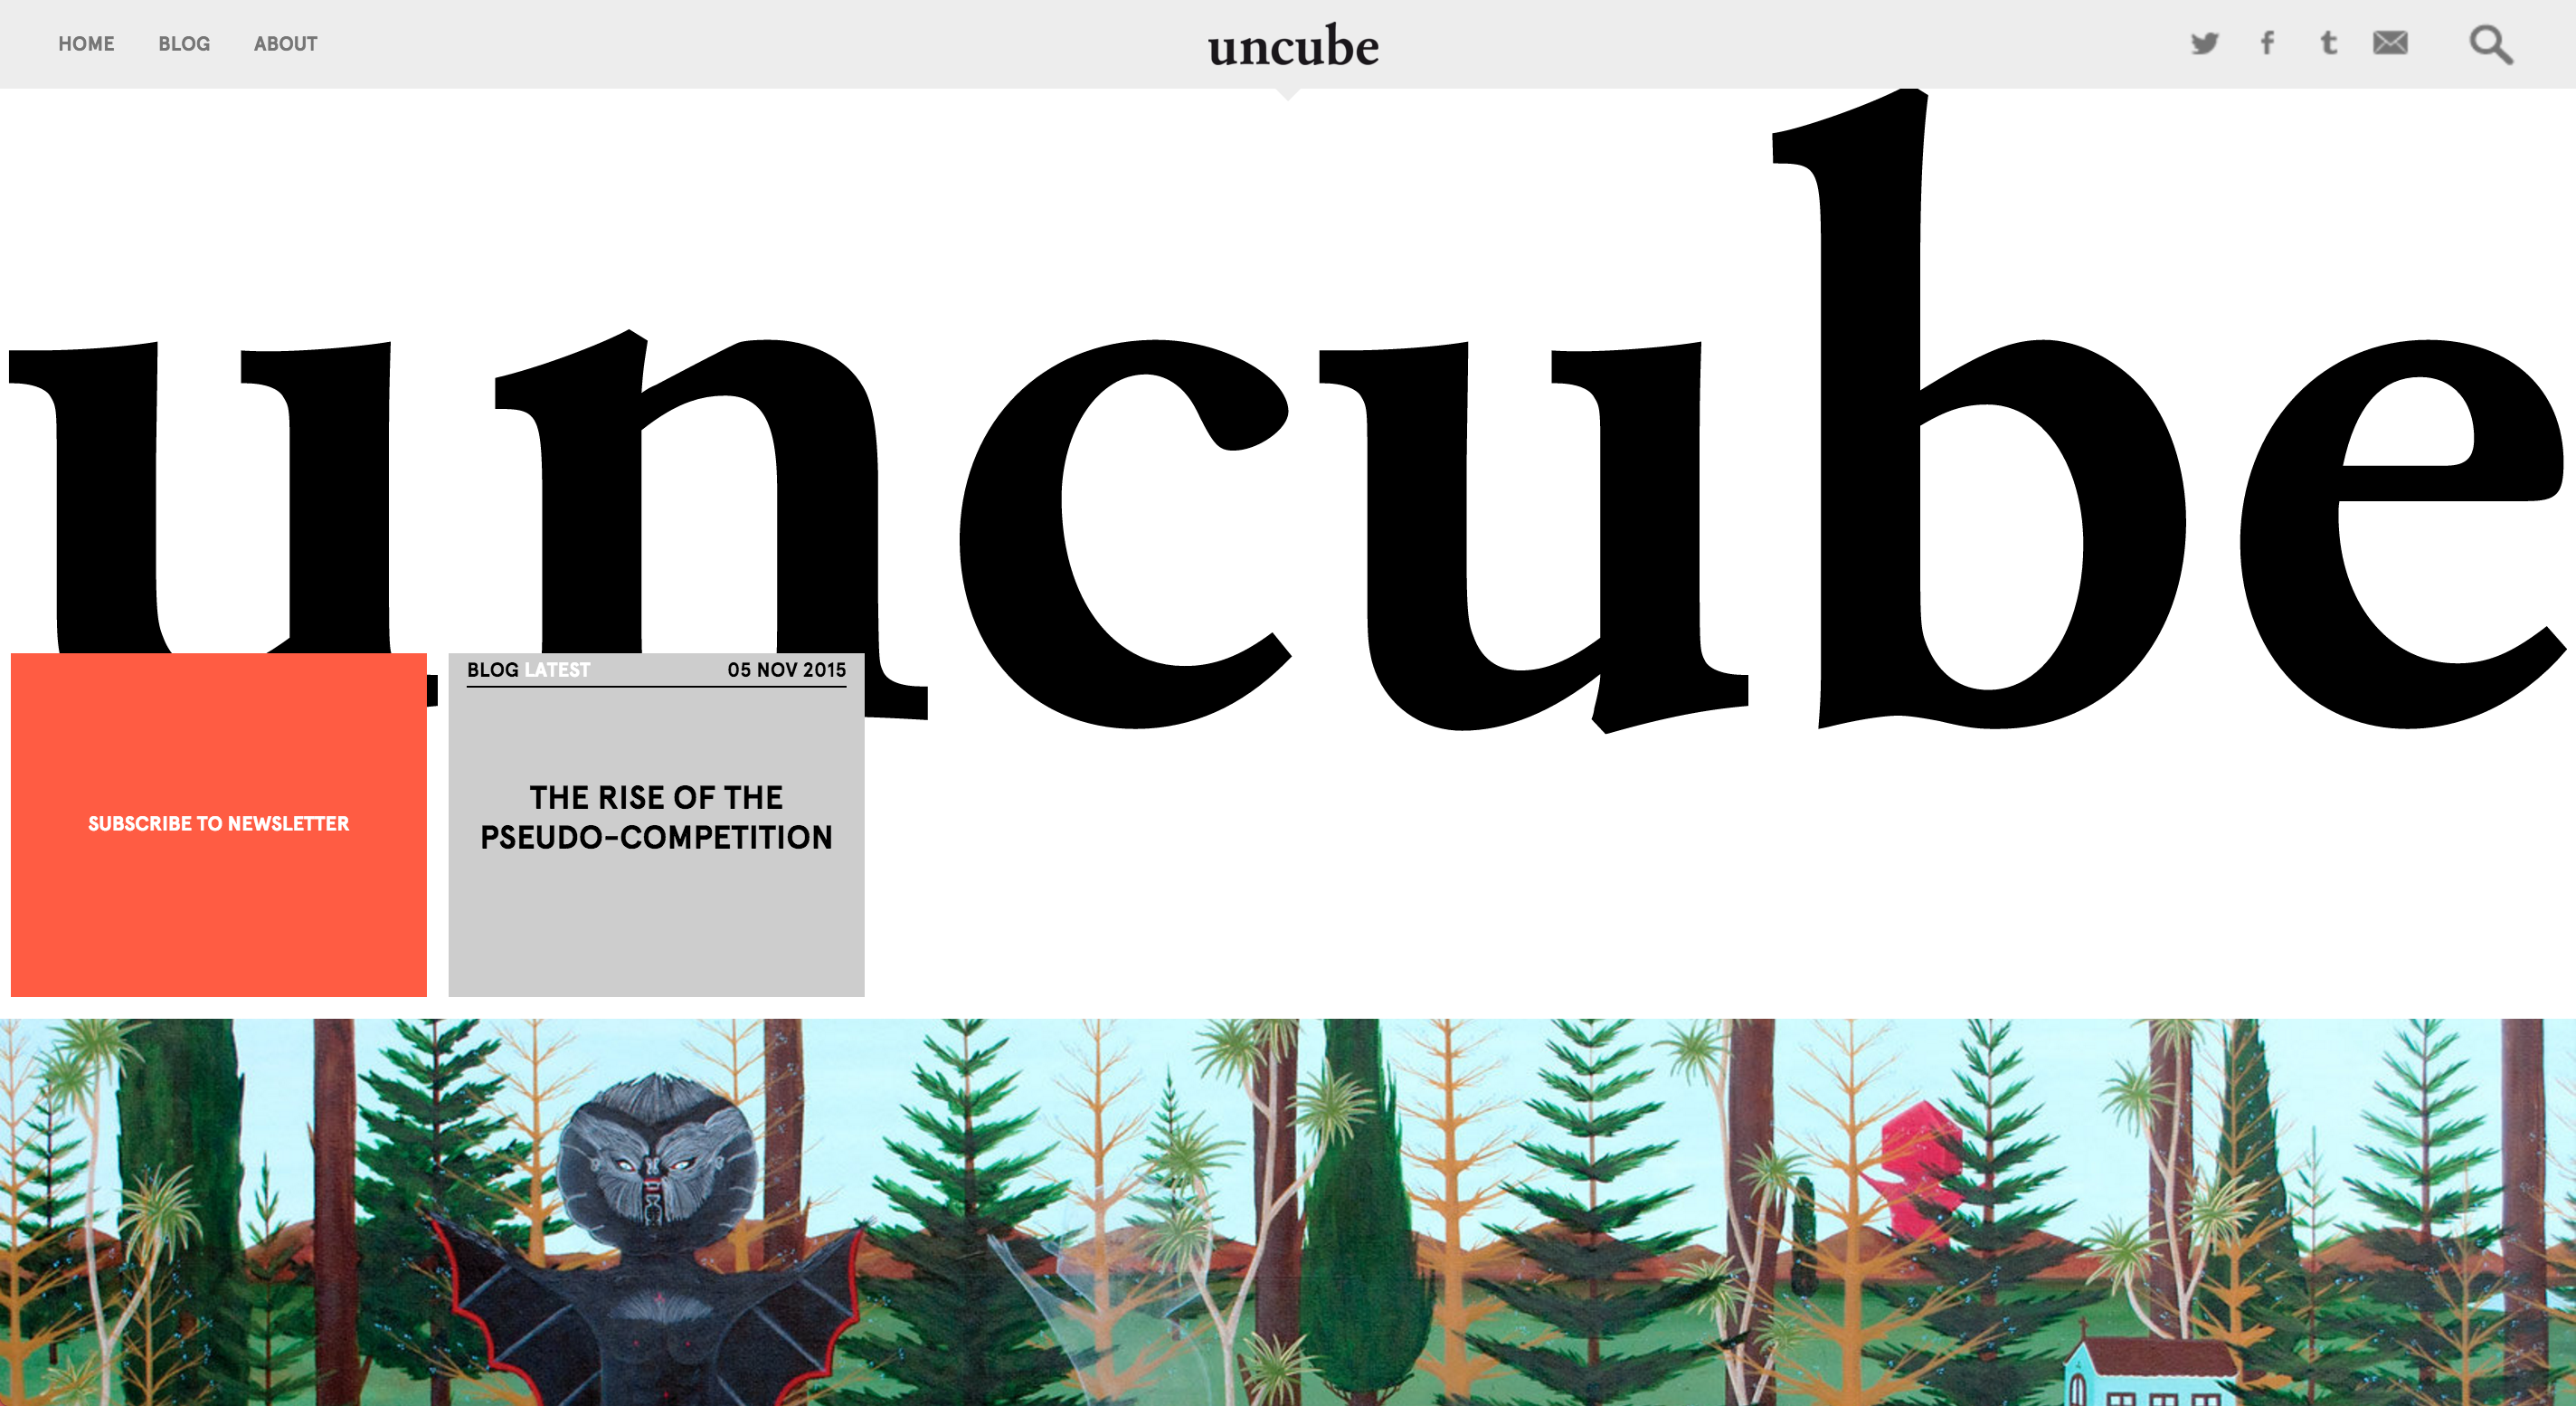 HOME BLOG ABOUT uncube
uncube
SUBSCRIBE TO NEWSLETTER
BLOG LATEST 05 NOV 2015
THE RISE OF THE
PSEUDO-COMPETITION